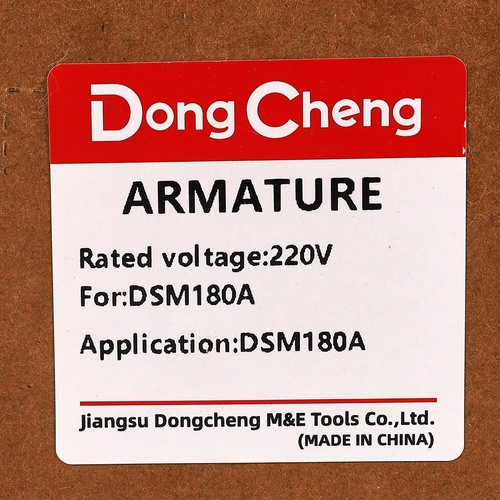 Dong Cheng
ARMATURE
Rated voltage:220V
For:DSM180A
Application:DSM180A
Jiangsu Dongcheng M&E Tools Co.,Ltd.
(MADE IN CHINA)